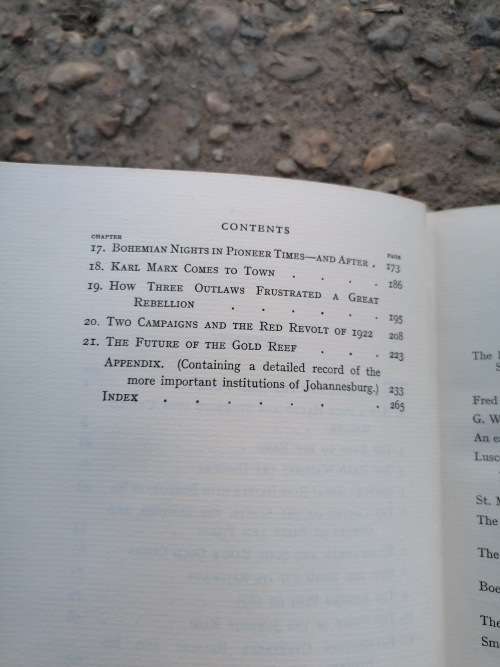 CONTENTS
CHAPTER
PAGE
17. BOHEMIAN NIGHTS IN PIONEER TIMES—AND AFTER . 173
18. KARL MARX COMES TO TOWN . . . . 186
19. HOW THREE OUTLAWS FRUSTRATED A GREAT
REBELLION . . . . . . 195
20. TWO CAMPAIGNS AND THE RED REVOLT OF 1922 208
21. THE FUTURE OF THE GOLD REEF . . . 223
APPENDIX. (Containing a detailed record of the
more important institutions of Johannesburg.) 233
INDEX . . . . . . . 265
The
Fred
G. W
An e
Lusc
St. M
The
The
Boe
The
Sm